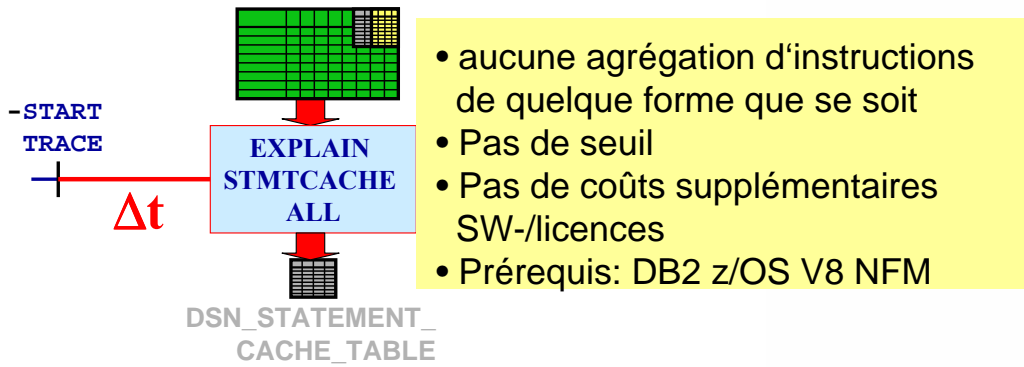 -START
TRACE
Δt
EXPLAIN
STMTCACHE
ALL
DSN_STATEMENT_
CACHE_TABLE
• aucune agrégation d‘instructions
de quelque forme que se soit
• Pas de seuil
• Pas de coûts supplémentaires
SW-/licences
• Prérequis: DB2 z/OS V8 NFM